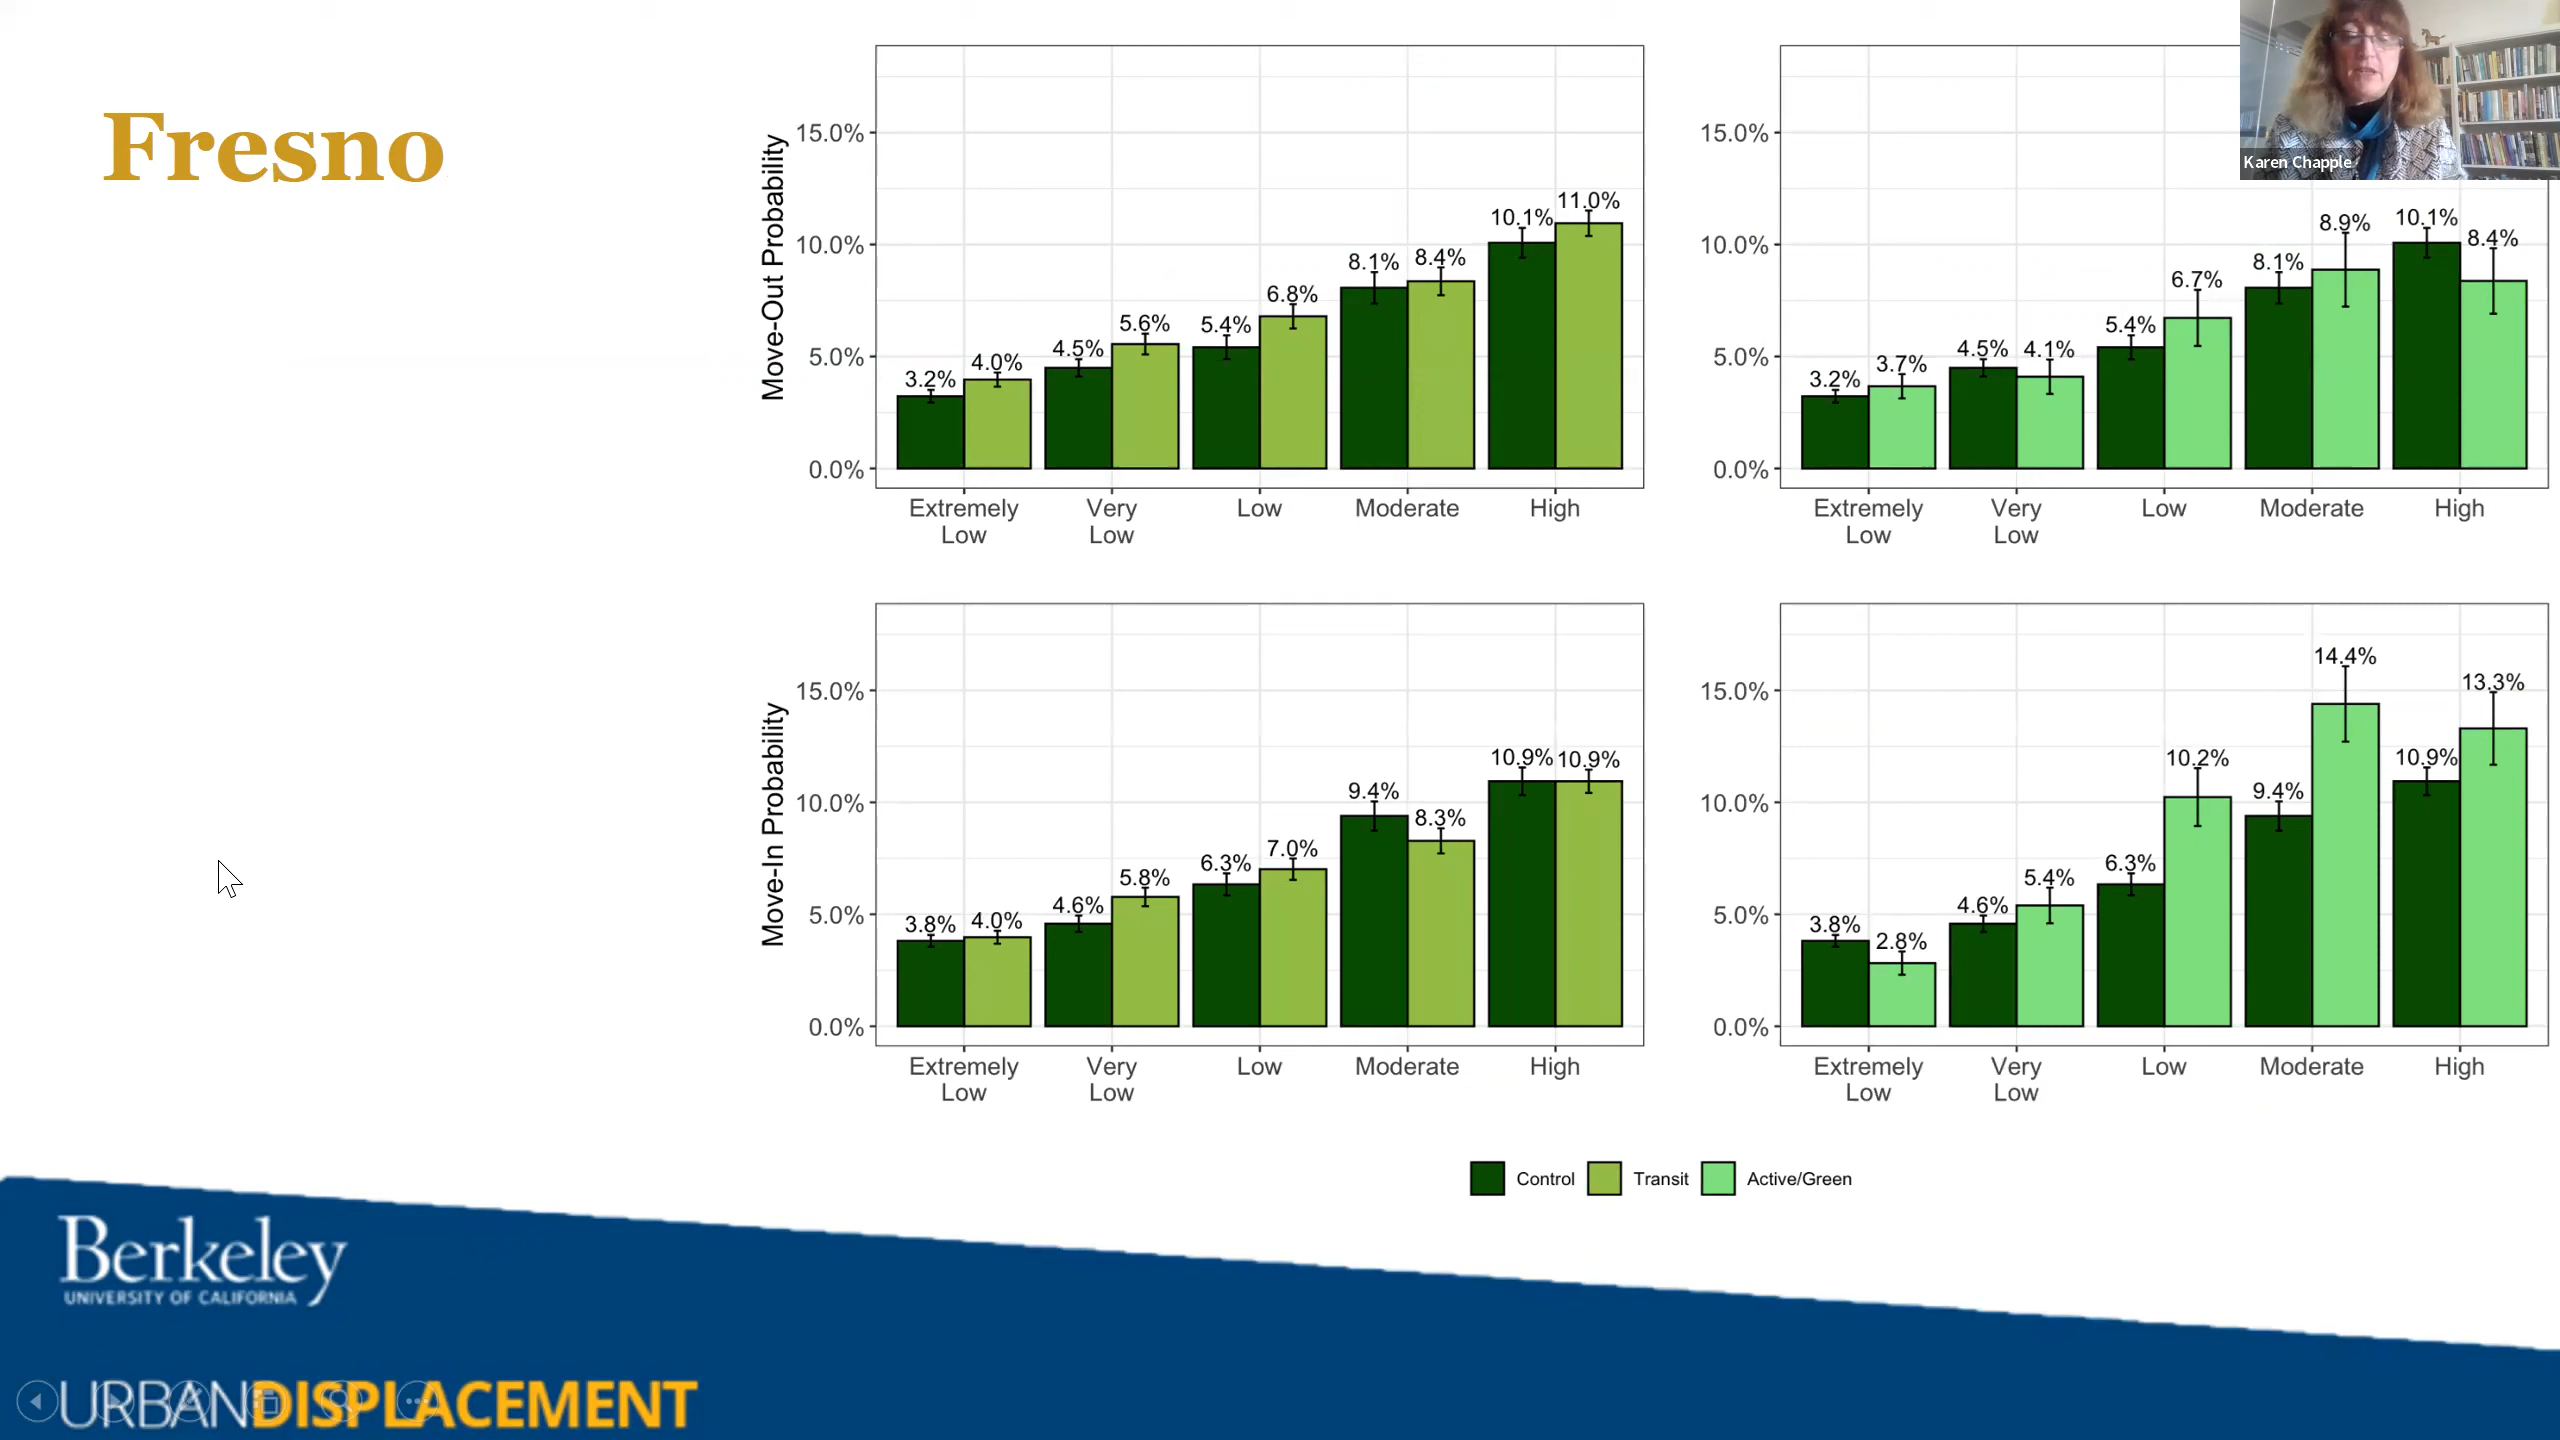 Fresno
Karen Chapple
Move-Out Probability
15.0%
10.0%
5.0%
0.0%
3.2% 4.0% 4.5% 5.6% 5.4% 6.8% 8.1% 8.4% 10.1% 11.0%
Extremely Very Low Moderate High
Low Low
15.0%
10.0%
5.0%
0.0%
3.2% 3.7% 4.5% 4.1% 5.4% 6.7% 8.1% 8.9% 10.1% 8.4%
Extremely Very Low Moderate High
Low Low
Move-In Probability
15.0%
10.0%
5.0%
0.0%
3.8% 4.0% 4.6% 5.8% 6.3% 7.0% 9.4% 8.3% 10.9% 10.9%
Extremely Very Low Moderate High
Low Low
15.0%
10.0%
5.0%
0.0%
3.8% 2.8% 4.6% 5.4% 6.3% 10.2% 9.4% 14.4% 10.9% 13.3%
Extremely Very Low Moderate High
Low Low
Control Transit Active/Green
Berkeley
UNIVERSITY OF CALIFORNIA
URBANDISPLACEMENT